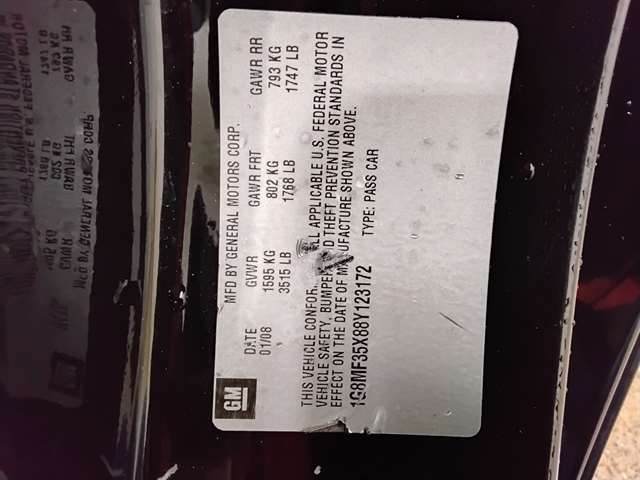 GM
MFD BY GENERAL MOTORS CORP.
DATE GVWR GAWR FRT GAWR RR
01/08 1595 KG 802 KG 793 KG
3515 LB 1768 LB 1747 LB
THIS VEHICLE CONFOR ALL APPLICABLE U.S. FEDERAL MOTOR
VEHICLE SAFETY, BUMPE D THEFT PREVENTION STANDARDS IN
EFFECT ON THE DATE OF M UFACTURE SHOWN ABOVE.
1G8MF35X88Y123172 TYPE: PASS CAR